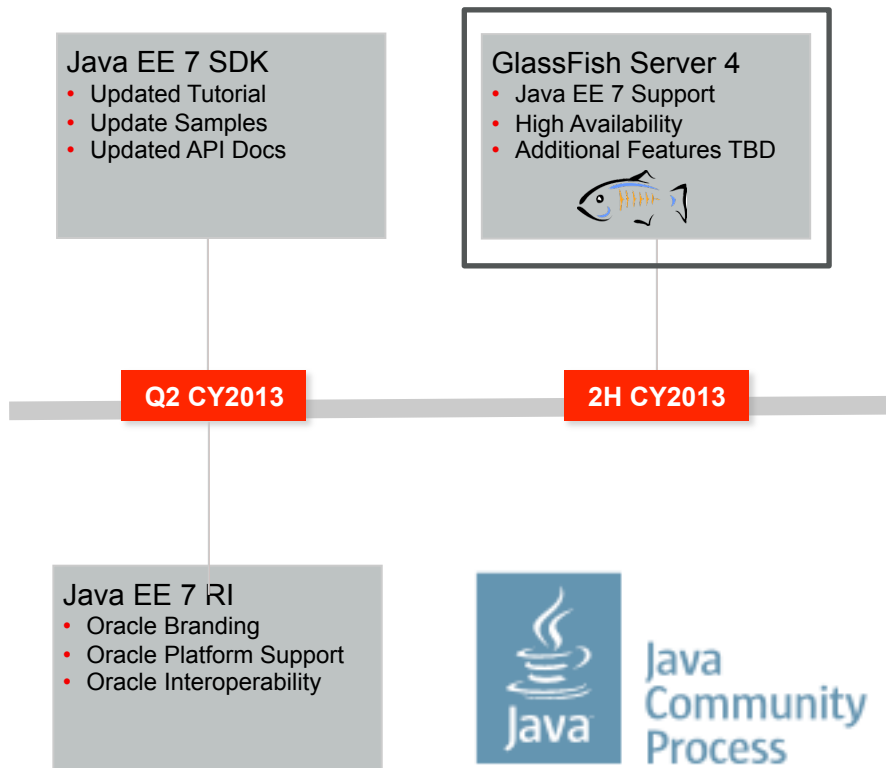 Java EE 7 SDK
• Updated Tutorial
• Update Samples
• Updated API Docs
GlassFish Server 4
• Java EE 7 Support
• High Availability
• Additional Features TBD
Q2 CY2013
2H CY2013
Java EE 7 RI
• Oracle Branding
• Oracle Platform Support
• Oracle Interoperability
Java
Java
Community
Process